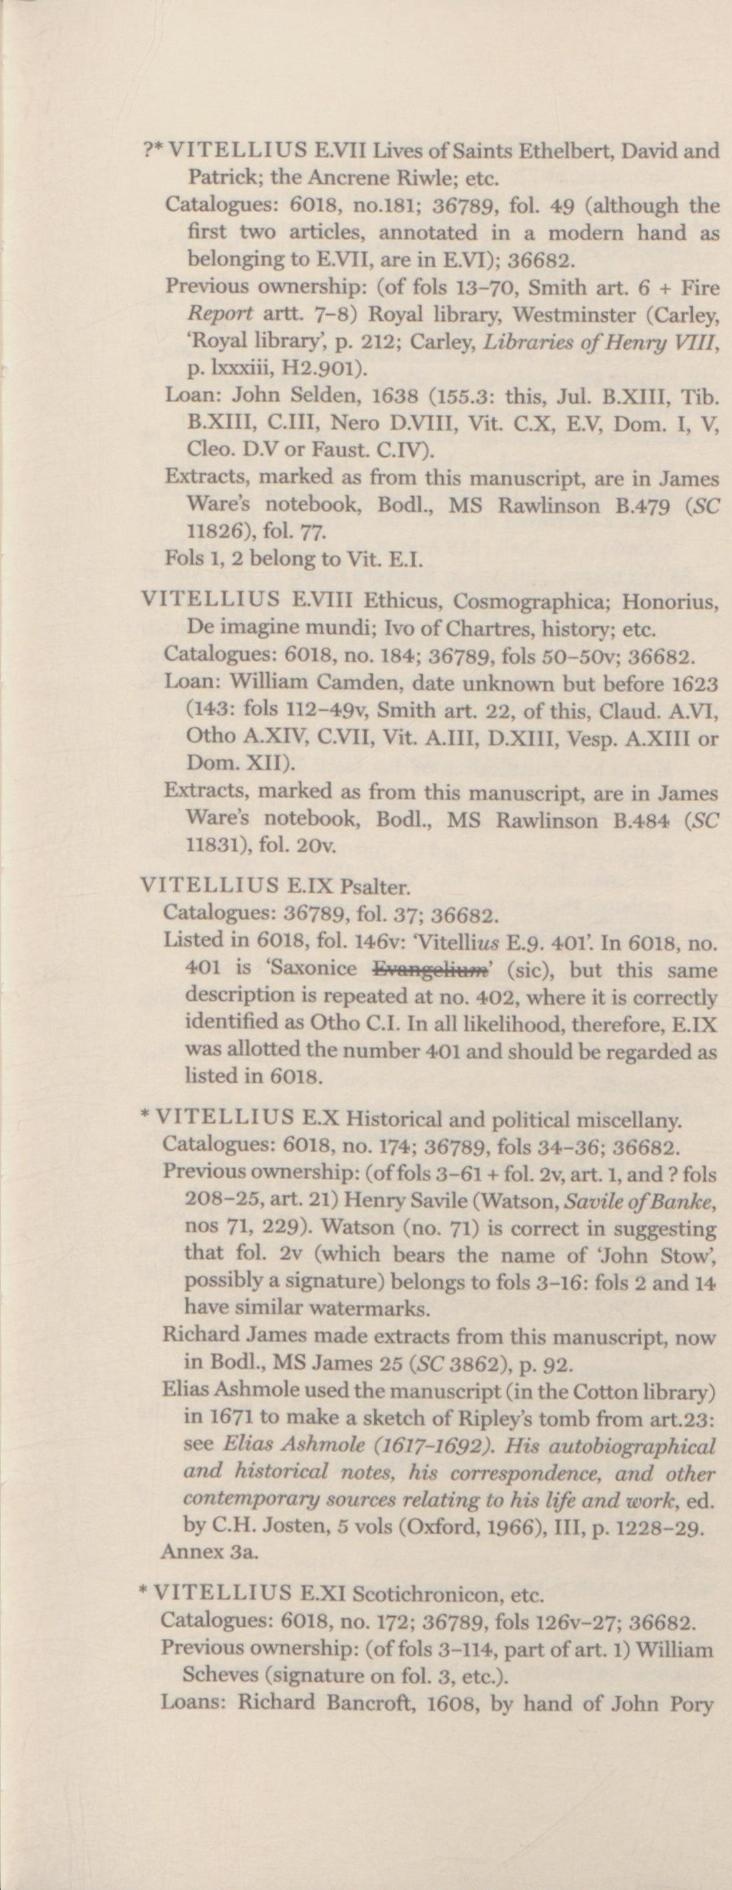 ?* VITELLIUS E.VII Lives of Saints Ethelbert, David and
Patrick; the Ancrene Riwle; etc.
Catalogues: 6018, no.181; 36789, fol. 49 (although the
first two articles, annotated in a modern hand as
belonging to E.VII, are in E.VI); 36682.
Previous ownership: (of fols 13–70, Smith art. 6 + Fire
Report artt. 7–8) Royal library, Westminster (Carley,
‘Royal library’, p. 212; Carley, Libraries of Henry VIII,
p. lxxxiii, H2.901).
Loan: John Selden, 1638 (155.3: this, Jul. B.XIII, Tib.
B.XIII, C.III, Nero D.VIII, Vit. C.X, E.V, Dom. I, V,
Cleo. D.V or Faust. C.IV).
Extracts, marked as from this manuscript, are in James
Ware’s notebook, Bodl., MS Rawlinson B.479 (SC
11826), fol. 77.
Fols 1, 2 belong to Vit. E.I.
VITELLIUS E.VIII Ethicus, Cosmographica; Honorius,
De imagine mundi; Ivo of Chartres, history; etc.
Catalogues: 6018, no. 184; 36789, fols 50–50v; 36682.
Loan: William Camden, date unknown but before 1623
(143: fols 112–49v, Smith art. 22, of this, Claud. A.VI,
Otho A.XIV, C.VII, Vit. A.III, D.XIII, Vesp. A.XIII or
Dom. XII).
Extracts, marked as from this manuscript, are in James
Ware’s notebook, Bodl., MS Rawlinson B.484 (SC
11831), fol. 20v.
VITELLIUS E.IX Psalter.
Catalogues: 36789, fol. 37; 36682.
Listed in 6018, fol. 146v: ‘Vitellius E.9. 401’. In 6018, no.
401 is ‘Saxonice Evangelium’ (sic), but this same
description is repeated at no. 402, where it is correctly
identified as Otho C.I. In all likelihood, therefore, E.IX
was allotted the number 401 and should be regarded as
listed in 6018.
* VITELLIUS E.X Historical and political miscellany.
Catalogues: 6018, no. 174; 36789, fols 34–36; 36682.
Previous ownership: (of fols 3–61 + fol. 2v, art. 1, and ? fols
208–25, art. 21) Henry Savile (Watson, Savile of Banke,
nos 71, 229). Watson (no. 71) is correct in suggesting
that fol. 2v (which bears the name of ‘John Stow’,
possibly a signature) belongs to fols 3–16: fols 2 and 14
have similar watermarks.
Richard James made extracts from this manuscript, now
in Bodl., MS James 25 (SC 3862), p. 92.
Elias Ashmole used the manuscript (in the Cotton library)
in 1671 to make a sketch of Ripley’s tomb from art.23:
see Elias Ashmole (1617–1692). His autobiographical
and historical notes, his correspondence, and other
contemporary sources relating to his life and work, ed.
by C.H. Josten, 5 vols (Oxford, 1966), III, p. 1228–29.
Annex 3a.
* VITELLIUS E.XI Scotichronicon, etc.
Catalogues: 6018, no. 172; 36789, fols 126v–27; 36682.
Previous ownership: (of fols 3–114, part of art. 1) William
Scheves (signature on fol. 3, etc.).
Loans: Richard Bancroft, 1608, by hand of John Pory